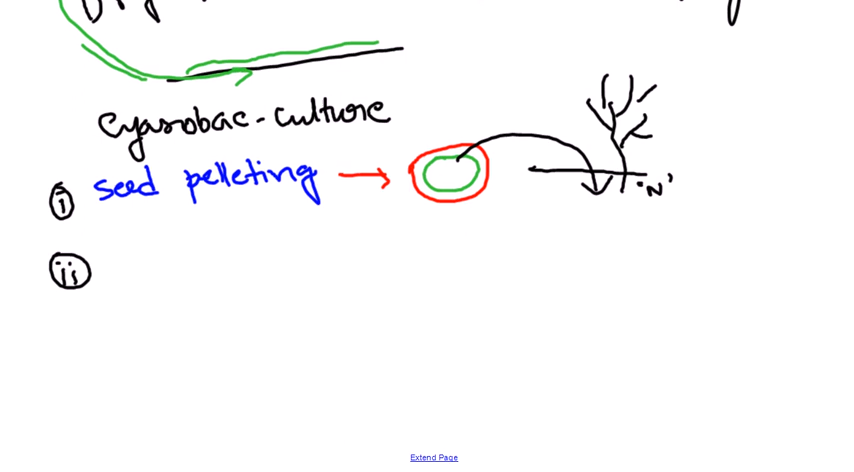 Cyanobac-culture
i seed pelleting →
'N'
ii
Extend Page